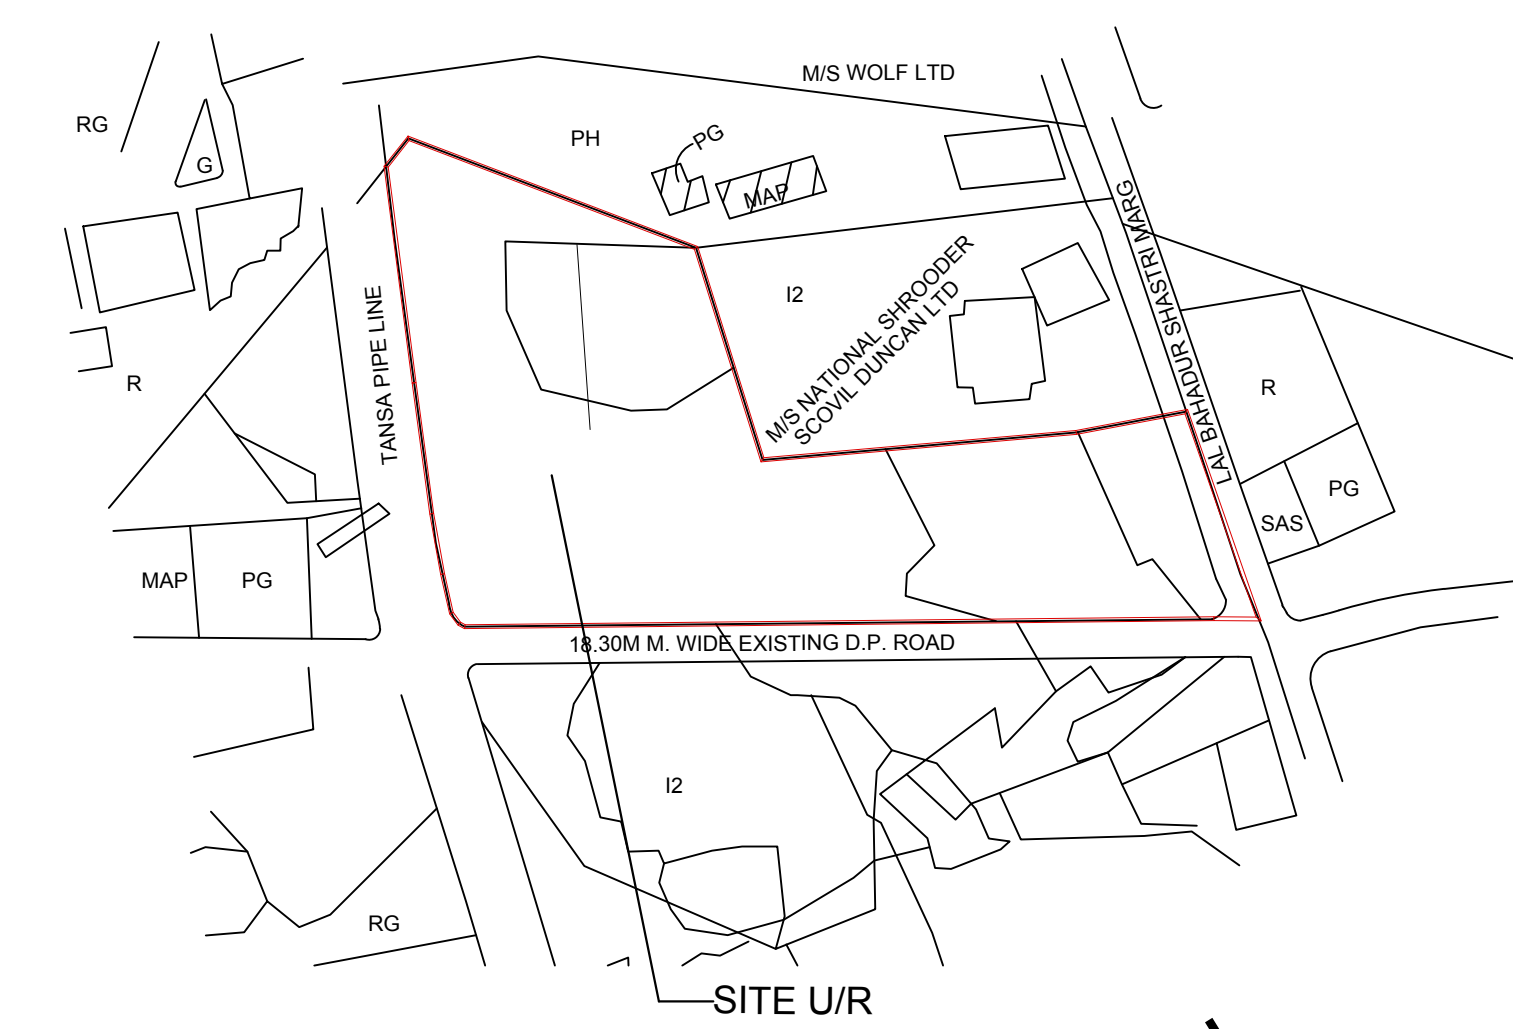 M/S WOLF LTD
RG
PH
PG
G
MAP
LAL BAHADUR SHASTRI MARG
I2
M/S NATIONAL SHROODER
SCOVIL DUNCAN LTD
TANSA PIPE LINE
R
R
PG
SAS
MAP
PG
18.30M M. WIDE EXISTING D.P. ROAD
I2
RG
SITE U/R